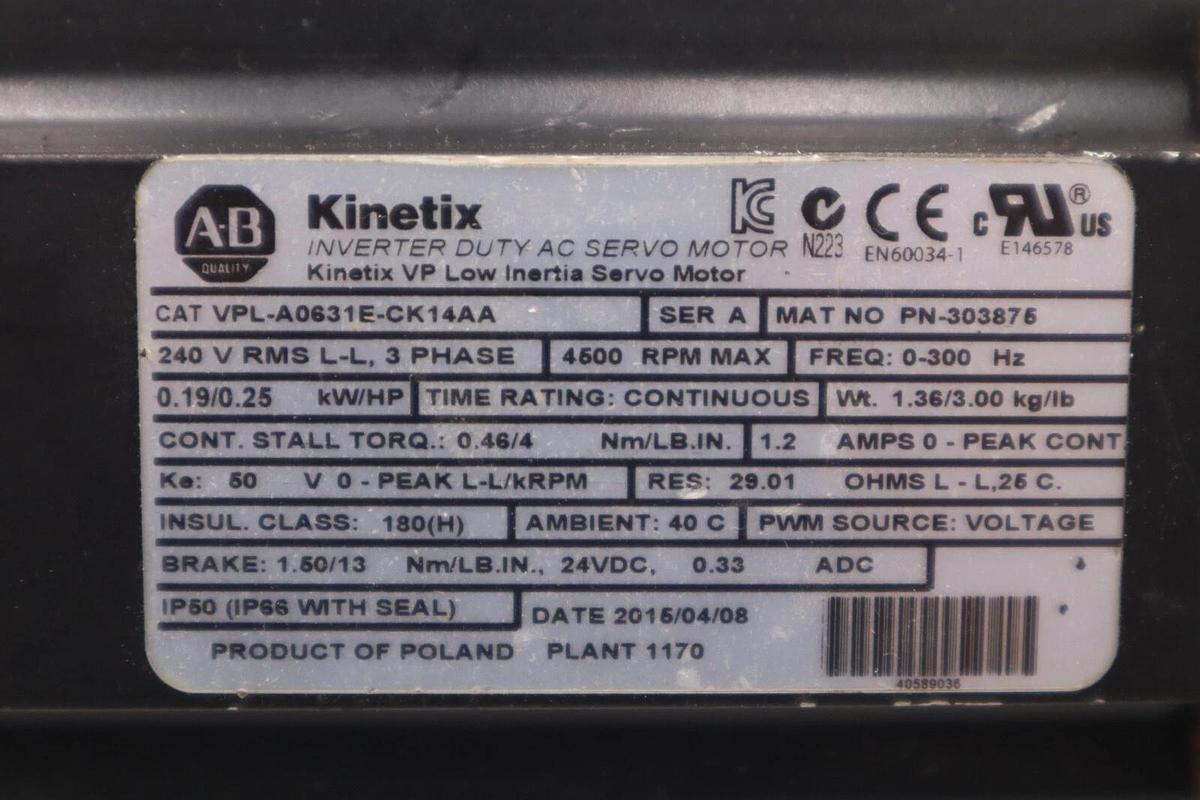 A-B
QUALITY
Kinetix
INVERTER DUTY AC SERVO MOTOR
Kinetix VP Low Inertia Servo Motor
KC C N223 CE EN60034-1 C RU ® US E146578
CAT VPL-A0631E-CK14AA SER A MAT NO PN-303875
240 V RMS L-L, 3 PHASE 4500 RPM MAX FREQ: 0-300 Hz
0.19/0.25 kW/HP TIME RATING: CONTINUOUS Wt. 1.36/3.00 kg/lb
CONT. STALL TORQ.: 0.46/4 Nm/LB.IN. 1.2 AMPS 0 - PEAK CONT
Ke: 50 V 0 - PEAK L-L/kRPM RES: 29.01 OHMS L - L,25 C.
INSUL. CLASS: 180(H) AMBIENT: 40 C PWM SOURCE: VOLTAGE
BRAKE: 1.50/13 Nm/LB.IN., 24VDC, 0.33 ADC
IP50 (IP66 WITH SEAL) DATE 2015/04/08
PRODUCT OF POLAND PLANT 1170
40589036